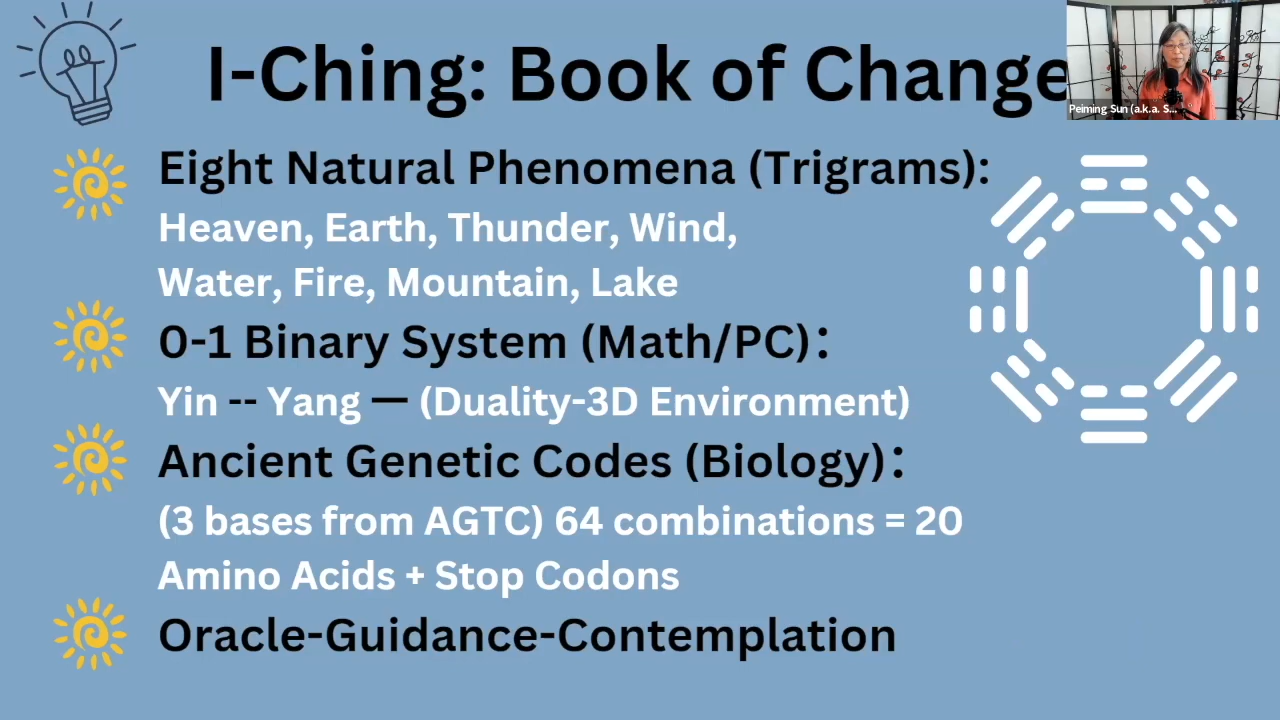 I-Ching: Book of Change
Peiming Sun (a.k.a. S...
Eight Natural Phenomena (Trigrams):
Heaven, Earth, Thunder, Wind,
Water, Fire, Mountain, Lake
0-1 Binary System (Math/PC):
Yin -- Yang — (Duality-3D Environment)
Ancient Genetic Codes (Biology):
(3 bases from AGTC) 64 combinations = 20
Amino Acids + Stop Codons
Oracle-Guidance-Contemplation